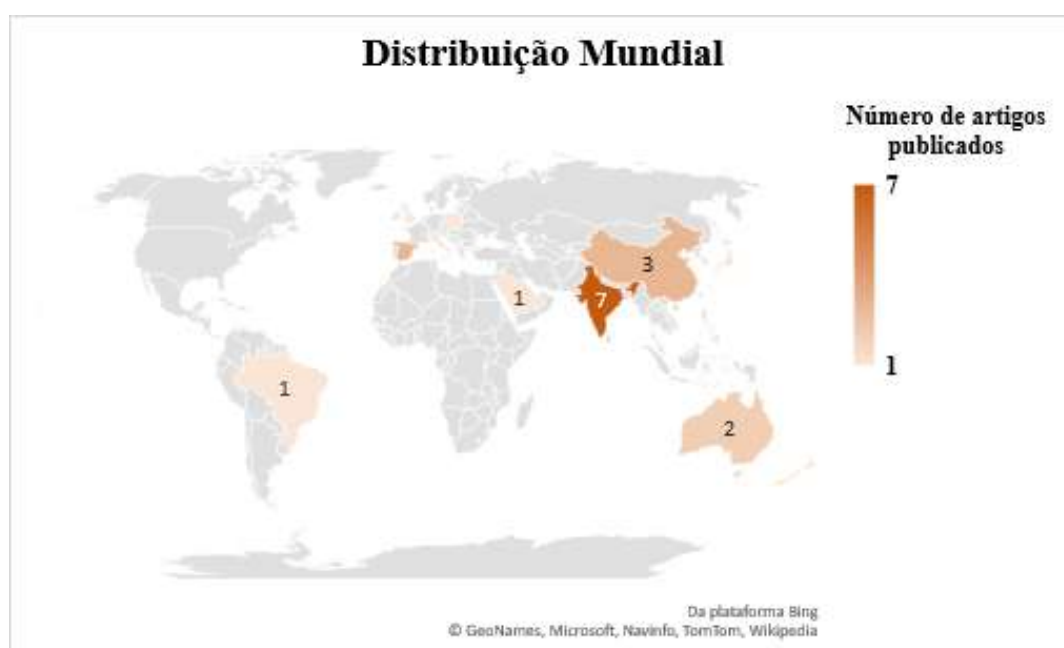 Distribuição Mundial
Número de artigos
publicados
7
1
3
7
1
1
2
Da plataforma Bing
© GeoNames, Microsoft, Navinfo, TomTom, Wikipedia